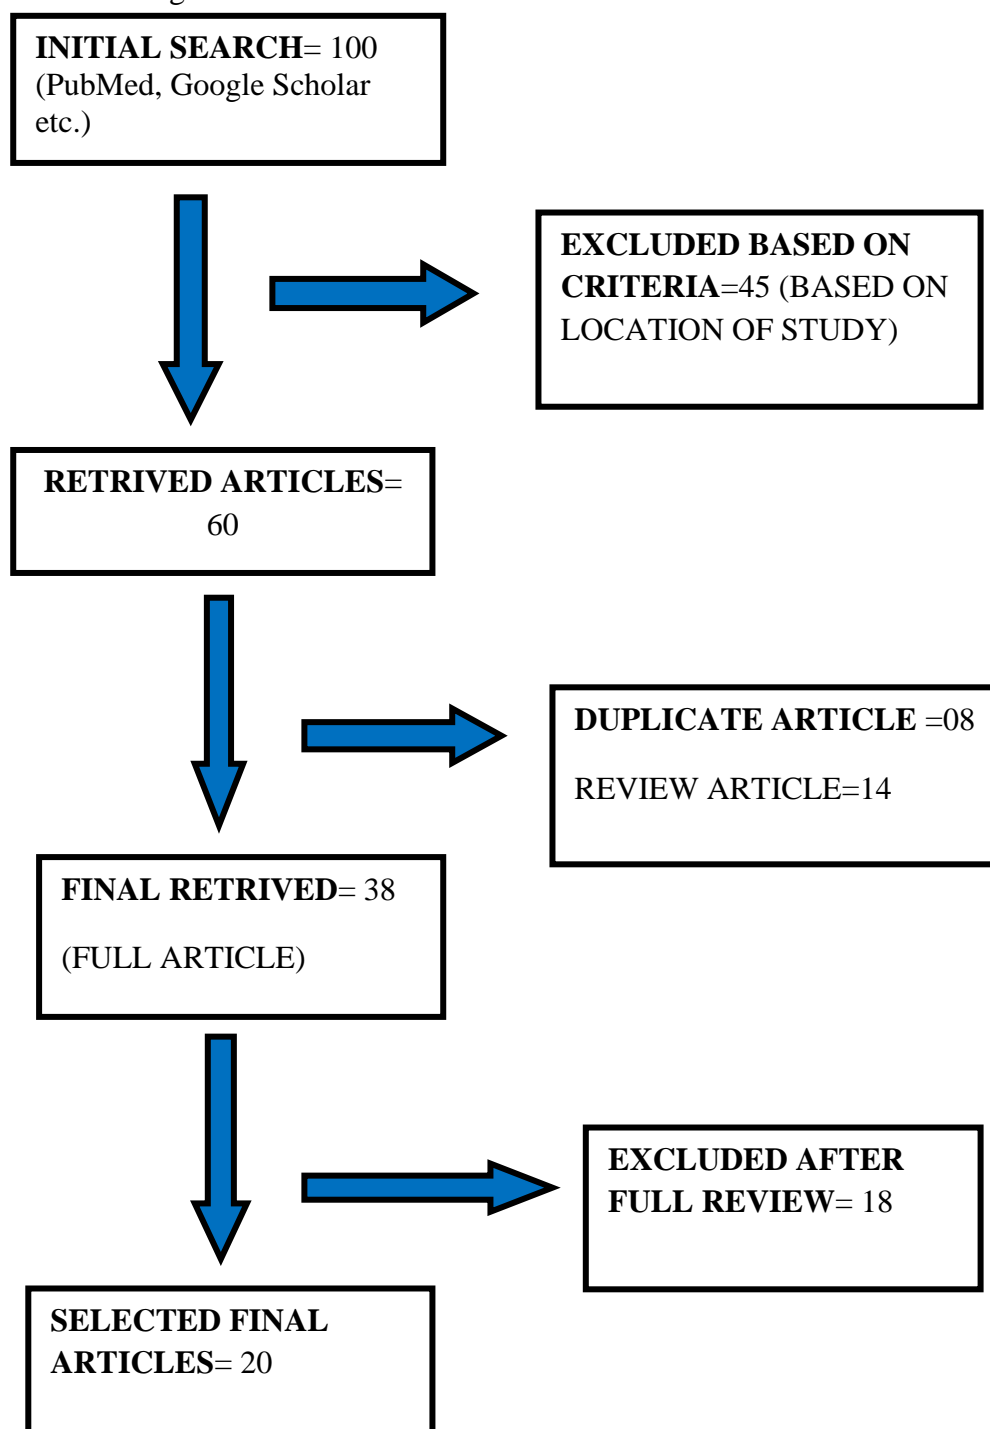 INITIAL SEARCH= 100
(PubMed, Google Scholar
etc.)
EXCLUDED BASED ON
CRITERIA=45 (BASED ON
LOCATION OF STUDY)
RETRIVED ARTICLES=
60
DUPLICATE ARTICLE =08
REVIEW ARTICLE=14
FINAL RETRIVED= 38
(FULL ARTICLE)
EXCLUDED AFTER
FULL REVIEW= 18
SELECTED FINAL
ARTICLES= 20